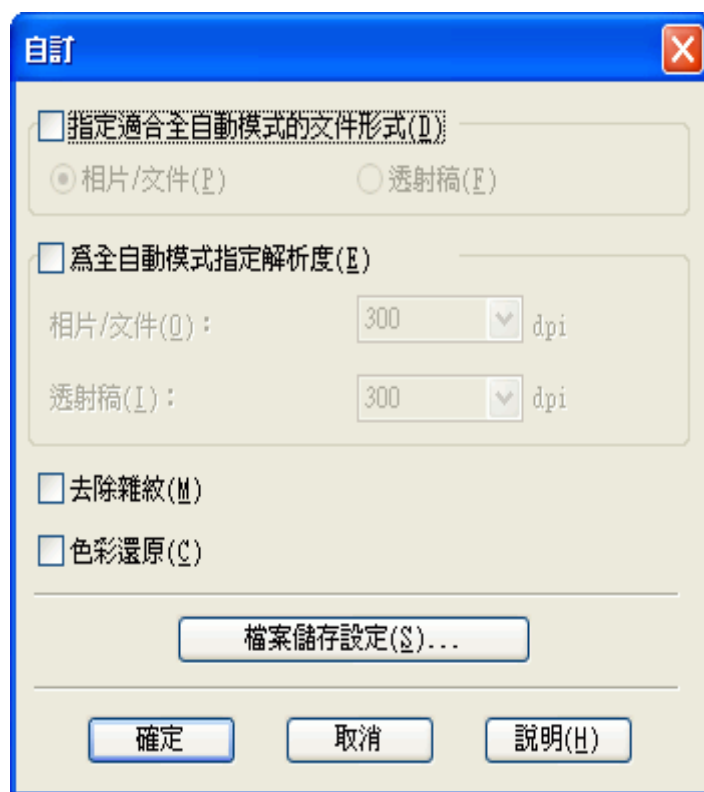 自訂
指定適合全自動模式的文件形式(D)
相片/文件(P) 透射稿(F)
爲全自動模式指定解析度(E)
相片/文件(O)： 300 dpi
透射稿(I)： 300 dpi
去除雜紋(M)
色彩還原(C)
檔案儲存設定(S)...
確定 取消 說明(H)